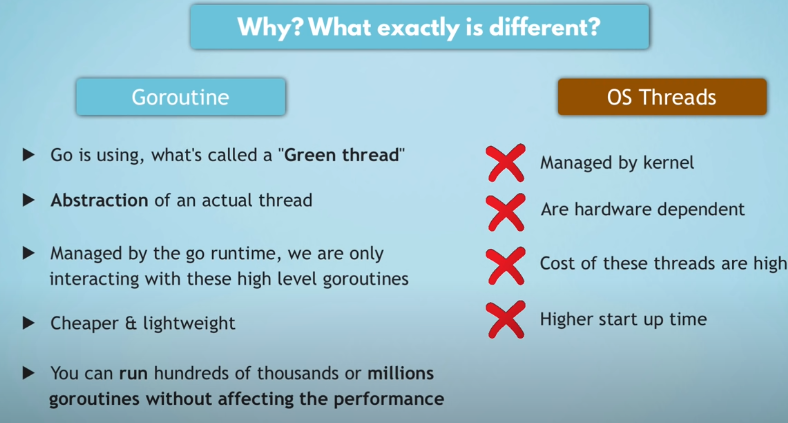 Why? What exactly is different?
Goroutine
Go is using, what's called a "Green thread"
Abstraction of an actual thread
Managed by the go runtime, we are only
interacting with these high level goroutines
Cheaper & lightweight
You can run hundreds of thousands or millions
goroutines without affecting the performance
OS Threads
Managed by kernel
Are hardware dependent
Cost of these threads are high
Higher start up time